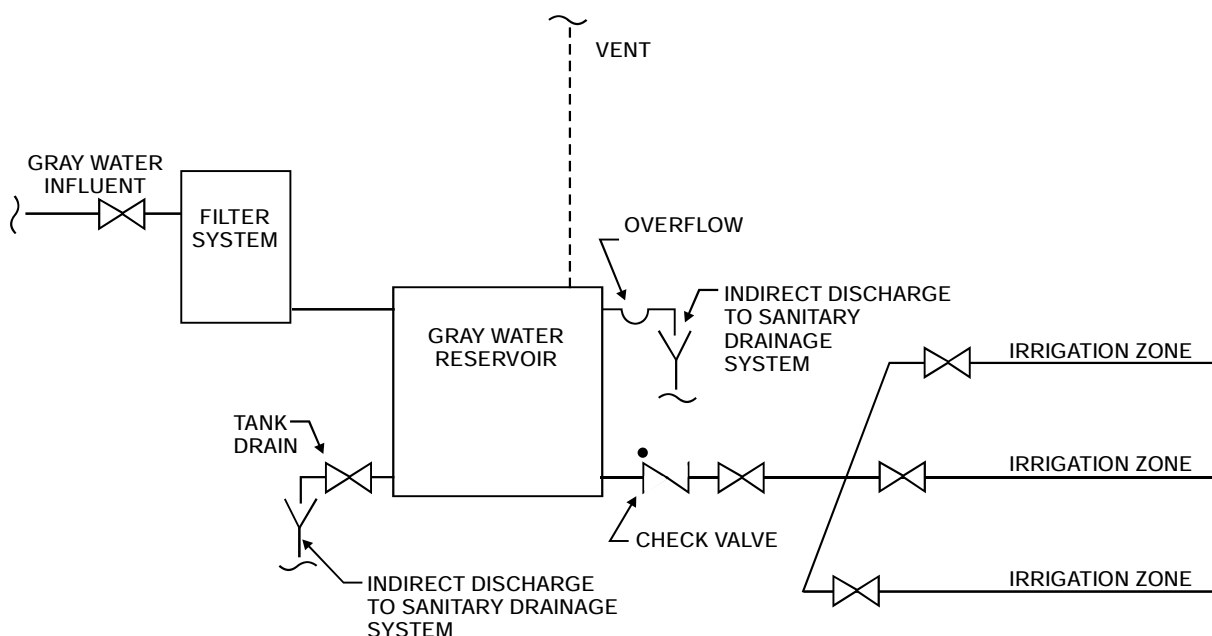 VENT
GRAY WATER
INFLUENT
FILTER
SYSTEM
OVERFLOW
INDIRECT DISCHARGE
TO SANITARY
DRAINAGE
SYSTEM
GRAY WATER
RESERVOIR
IRRIGATION ZONE
TANK
DRAIN
IRRIGATION ZONE
CHECK VALVE
IRRIGATION ZONE
INDIRECT DISCHARGE
TO SANITARY DRAINAGE
SYSTEM